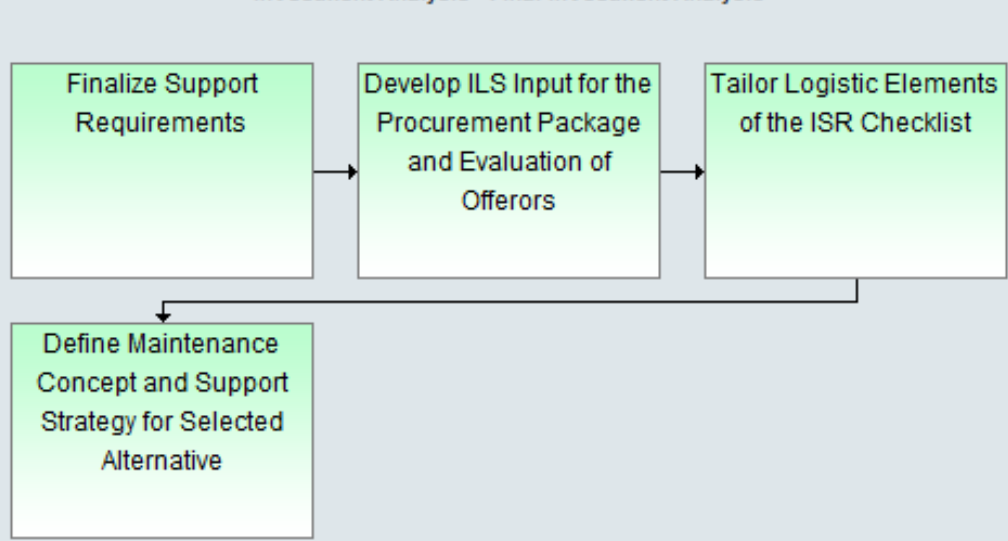 Finalize Support
Requirements
Develop ILS Input for the
Procurement Package
and Evaluation of
Offerors
Tailor Logistic Elements
of the ISR Checklist
Define Maintenance
Concept and Support
Strategy for Selected
Alternative